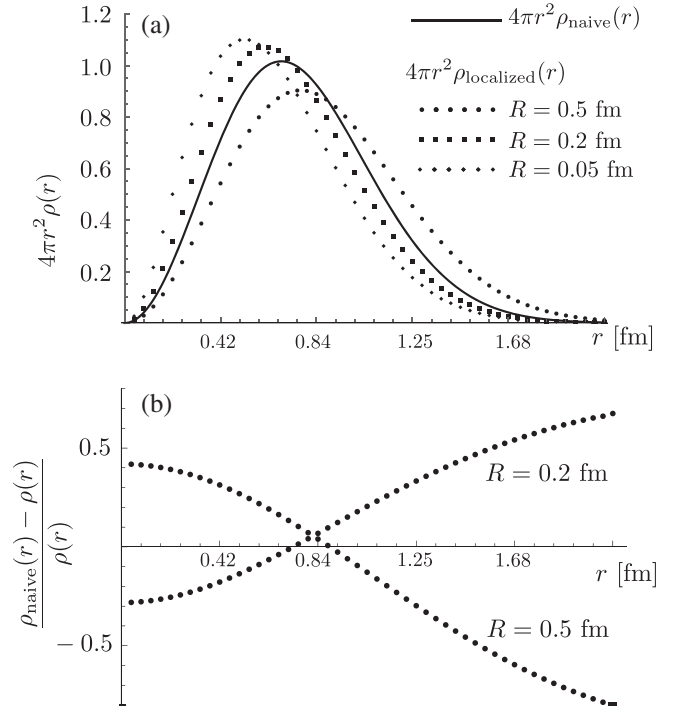 1.2
(a)
4πr²ρ_naive(r)
1.0
4πr²ρ_localized(r)
0.8
R = 0.5 fm
R = 0.2 fm
0.6
R = 0.05 fm
4πr²ρ(r)
0.4
0.2
0.42 0.84 1.25 1.68
r [fm]
(b)
0.5
R = 0.2 fm
ρ_naive(r) − ρ(r)
ρ(r)
0.42 0.84 1.25 1.68
r [fm]
− 0.5
R = 0.5 fm